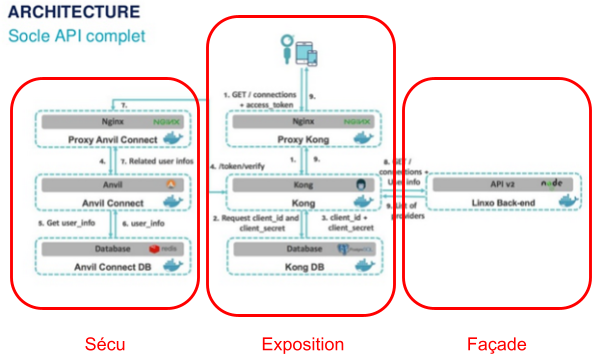 ARCHITECTURE
Socle API complet
1. GET / connections
+ access_token
9.
7.
Nginx
NGINX
Proxy Anvil Connect
Nginx
NGINX
Proxy Kong
4.
7. Related user infos
4. /token/verify
1.
9.
8. GET /
connections +
User info
Anvil
Anvil Connect
Kong
Kong
API v2
node
Linxo Back-end
9. List of
providers
5. Get user_info
6. user_info
2. Request client_id and
client_secret
3. client_id +
client_secret
Database
redis
Anvil Connect DB
Database
Kong DB
Sécu
Exposition
Façade